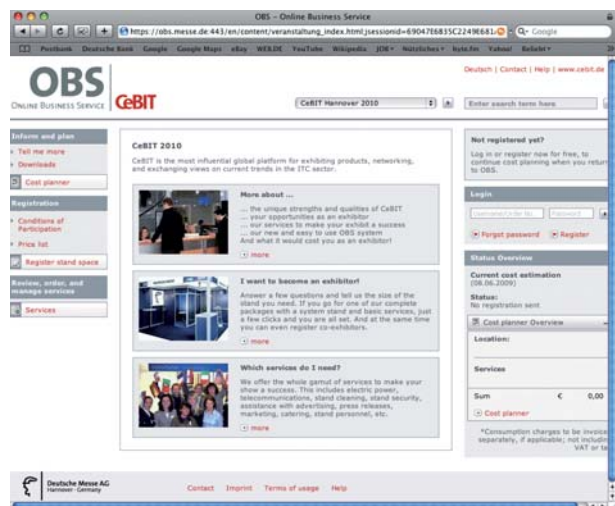 OBS – Online Business Service
https://obs.messe.de:443/en/content/veranstaltung_index.html;jsessionid=69047E6835C2249E681
Google
Postbank Deutsche Bank Google Google Maps eBay WEB.DE YouTube Wikipedia JOB Nützliches byte.fm Yahoo! Beliebt
Deutsch | Contact | Help | www.cebit.de
OBS
ONLINE BUSINESS SERVICE
CeBIT
CeBIT Hannover 2010
Enter search term here
Inform and plan
Tell me more
Downloads
Cost planner
Registration
Conditions of
Participation
Price list
Register stand space
Review, order, and
manage services
Services
CeBIT 2010
CeBIT is the most influential global platform for exhibiting products, networking,
and exchanging views on current trends in the ITC sector.
More about ...
... the unique strengths and qualities of CeBIT
... your opportunities as an exhibitor
... our services to make your exhibit a success
... our new and easy to use OBS system
And what it would cost you as an exhibitor!
more
I want to become an exhibitor!
Answer a few questions and tell us the size of the
stand you need. If you go for one of our complete
packages with a system stand and basic services, just
a few clicks and you are all set. And at the same time
you can even register co-exhibitors.
more
Which services do I need?
We offer the whole gamut of services to make your
show a success. This includes electric power,
telecommunications, stand cleaning, stand security,
assistance with advertising, press releases,
marketing, catering, stand personnel, etc.
more
Not registered yet?
Log in or register now for free, to
continue cost planning when you return
to OBS.
Login
Username/Order No. Password
Forgot password Register
Status Overview
Current cost estimation
(08.06.2009)
Status:
No registration sent
Cost planner Overview
Location:
Services
Sum € 0,00
Cost planner
*Consumption charges to be invoice
separately, if applicable; not includin
VAT or ta
Deutsche Messe AG
Hannover · Germany
Contact Imprint Terms of usage Help